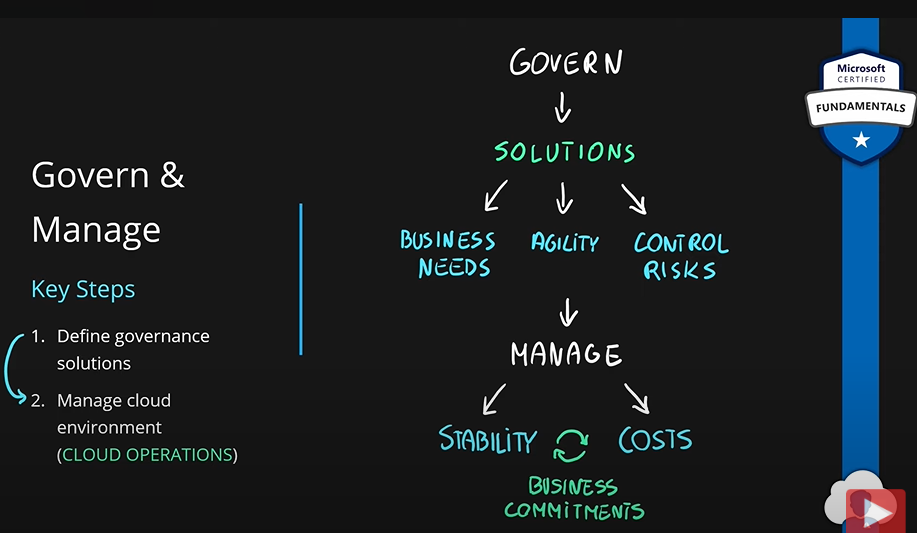 Govern &
Manage
Key Steps
1. Define governance
solutions
2. Manage cloud
environment
(CLOUD OPERATIONS)
GOVERN
SOLUTIONS
BUSINESS
NEEDS
AGILITY
CONTROL
RISKS
MANAGE
STABILITY
COSTS
BUSINESS
COMMITMENTS
Microsoft
CERTIFIED
FUNDAMENTALS